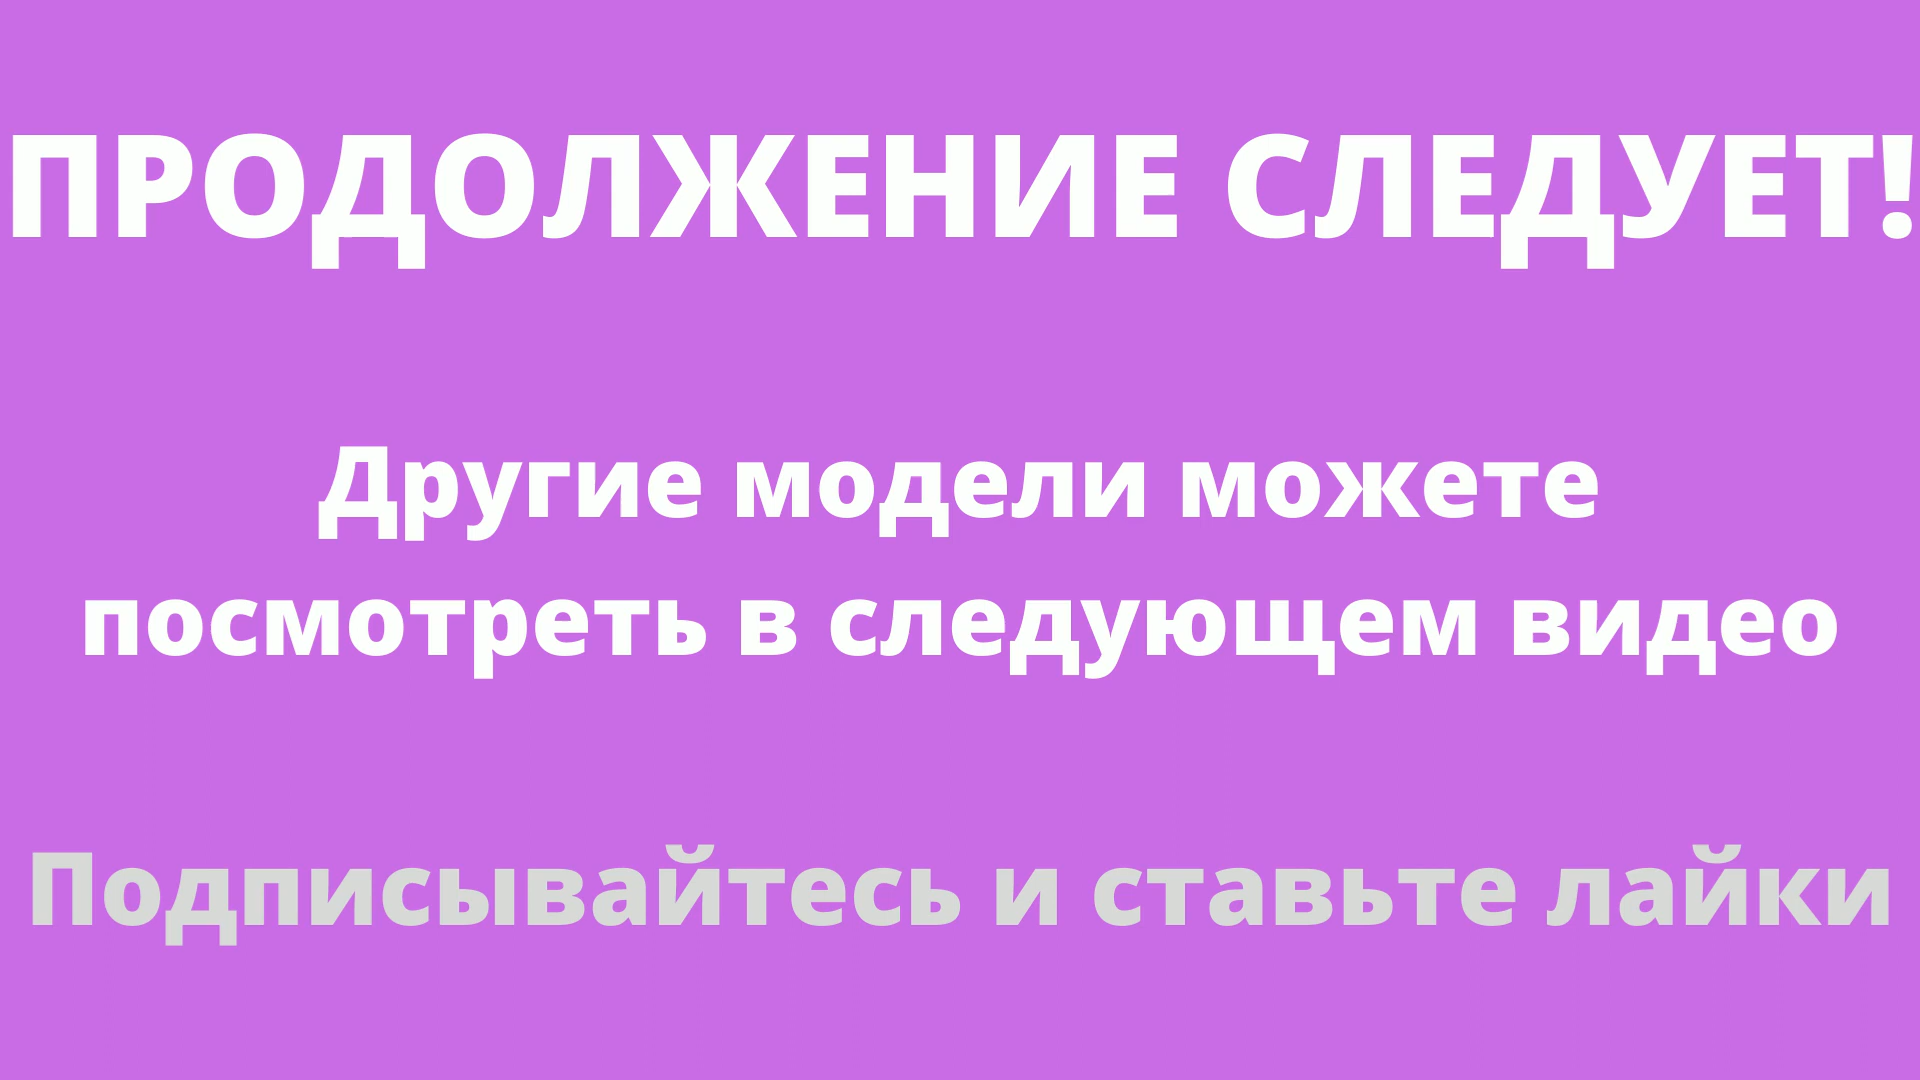 ПРОДОЛЖЕНИЕ СЛЕДУЕТ!
Другие модели можете
посмотреть в следующем видео
Подписывайтесь и ставьте лайки